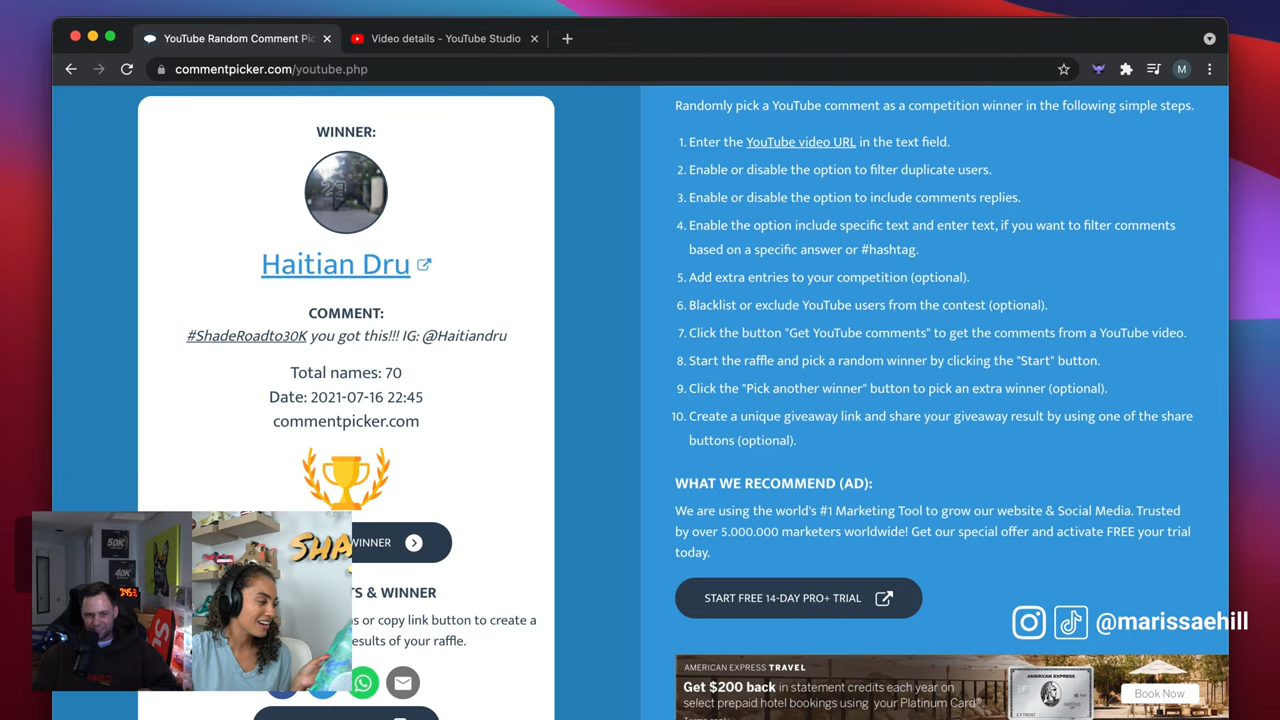 YouTube Random Comment Pic
Video details - YouTube Studio
commentpicker.com/youtube.php
M
WINNER:
23
Haitian Dru
COMMENT:
#ShadeRoadto30K you got this!!! IG: @Haitiandru
Total names: 70
Date: 2021-07-16 22:45
commentpicker.com
WINNER
S & WINNER
s or copy link button to create a
esults of your raffle.
Randomly pick a YouTube comment as a competition winner in the following simple steps.
1. Enter the YouTube video URL in the text field.
2. Enable or disable the option to filter duplicate users.
3. Enable or disable the option to include comments replies.
4. Enable the option include specific text and enter text, if you want to filter comments
based on a specific answer or #hashtag.
5. Add extra entries to your competition (optional).
6. Blacklist or exclude YouTube users from the contest (optional).
7. Click the button "Get YouTube comments" to get the comments from a YouTube video.
8. Start the raffle and pick a random winner by clicking the "Start" button.
9. Click the "Pick another winner" button to pick an extra winner (optional).
10. Create a unique giveaway link and share your giveaway result by using one of the share
buttons (optional).
WHAT WE RECOMMEND (AD):
We are using the world's #1 Marketing Tool to grow our website & Social Media. Trusted
by over 5.000.000 marketers worldwide! Get our special offer and activate FREE your trial
today.
START FREE 14-DAY PRO+ TRIAL
@marissaehill
AMERICAN EXPRESS TRAVEL
Get $200 back in statement credits each year on
select prepaid hotel bookings using your Platinum Card®.
AMERICAN EXPRESS
Book Now
50K
40K
SHA